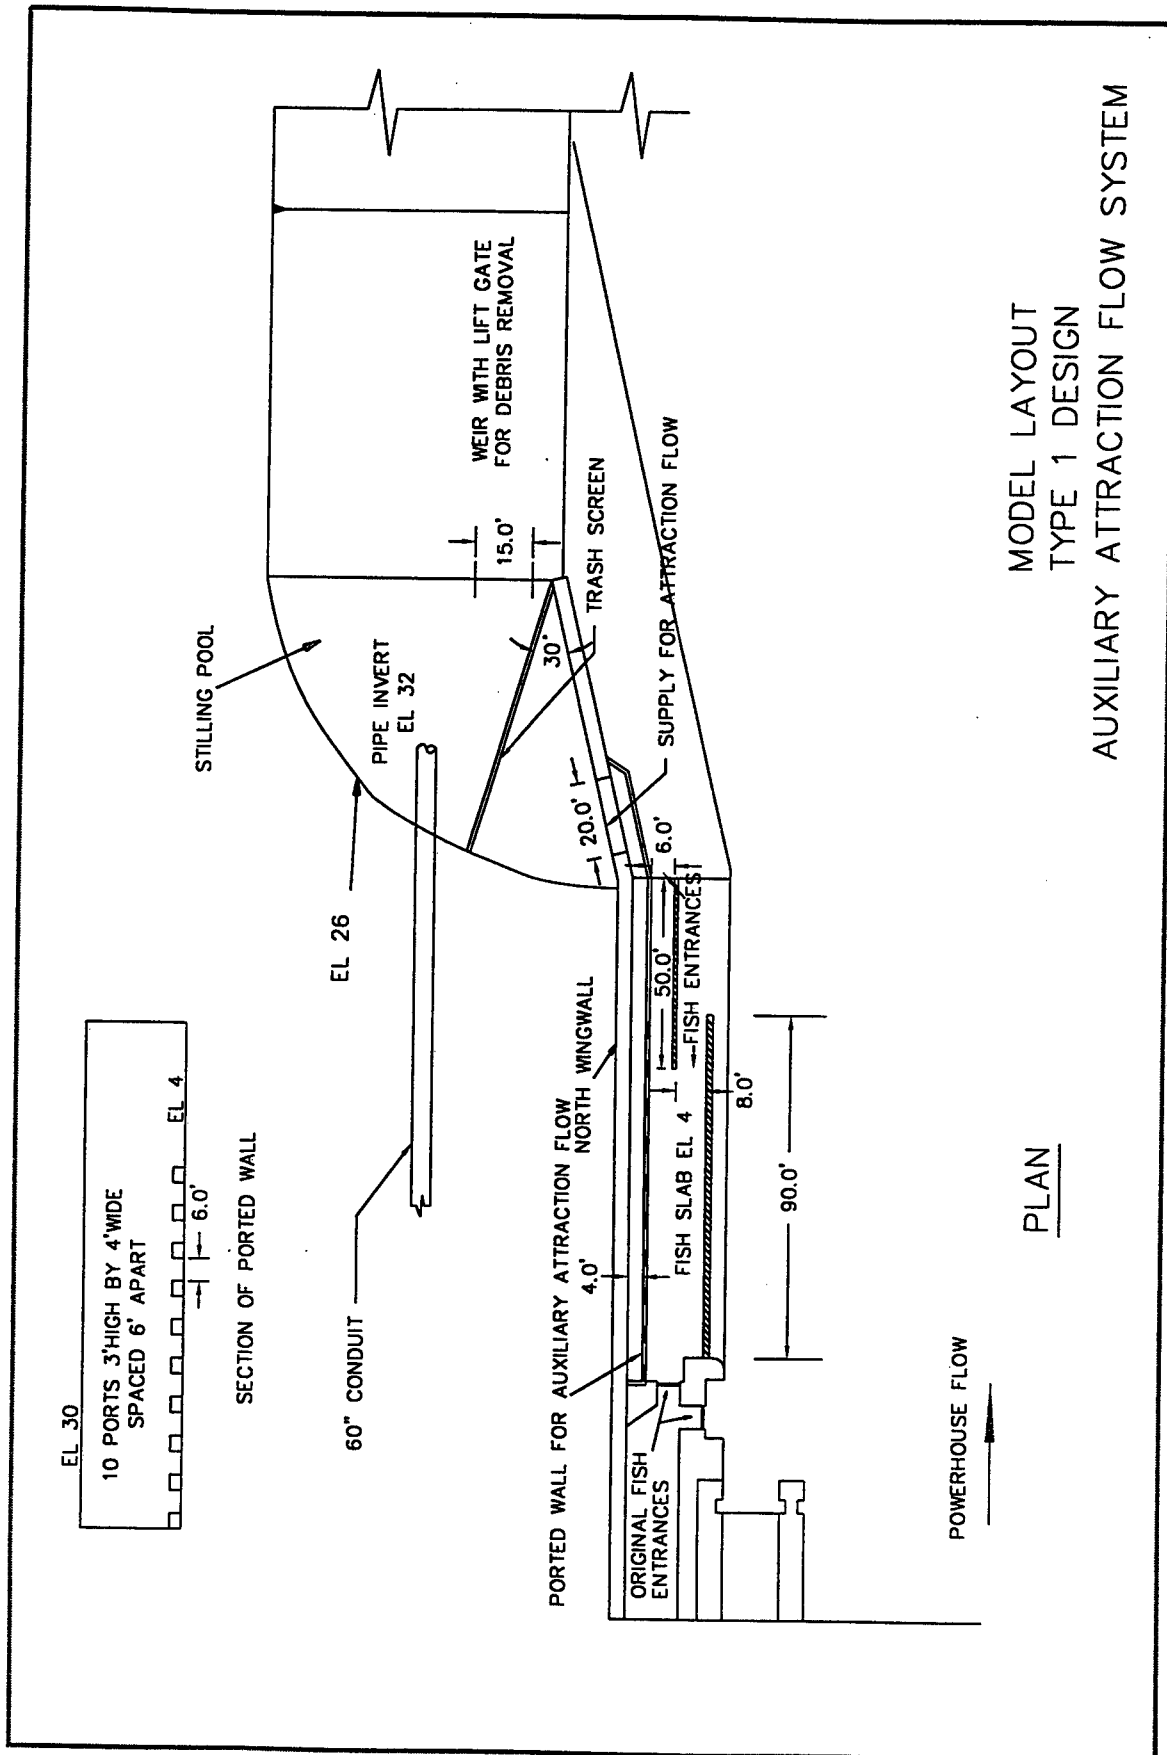 EL 30
10 PORTS 3'HIGH BY 4'WIDE
SPACED 6' APART
EL 4
6.0'
SECTION OF PORTED WALL
60" CONDUIT
EL 26
STILLING POOL
PIPE INVERT
EL 32
WEIR WITH LIFT GATE
FOR DEBRIS REMOVAL
15.0'
30°
TRASH SCREEN
20.0'
SUPPLY FOR ATTRACTION FLOW
6.0'
PORTED WALL FOR AUXILIARY ATTRACTION FLOW
NORTH WINGWALL
4.0'
50.0'
FISH ENTRANCES
FISH SLAB EL 4
8.0'
90.0'
ORIGINAL FISH
ENTRANCES
POWERHOUSE FLOW
PLAN
MODEL LAYOUT
TYPE 1 DESIGN
AUXILIARY ATTRACTION FLOW SYSTEM